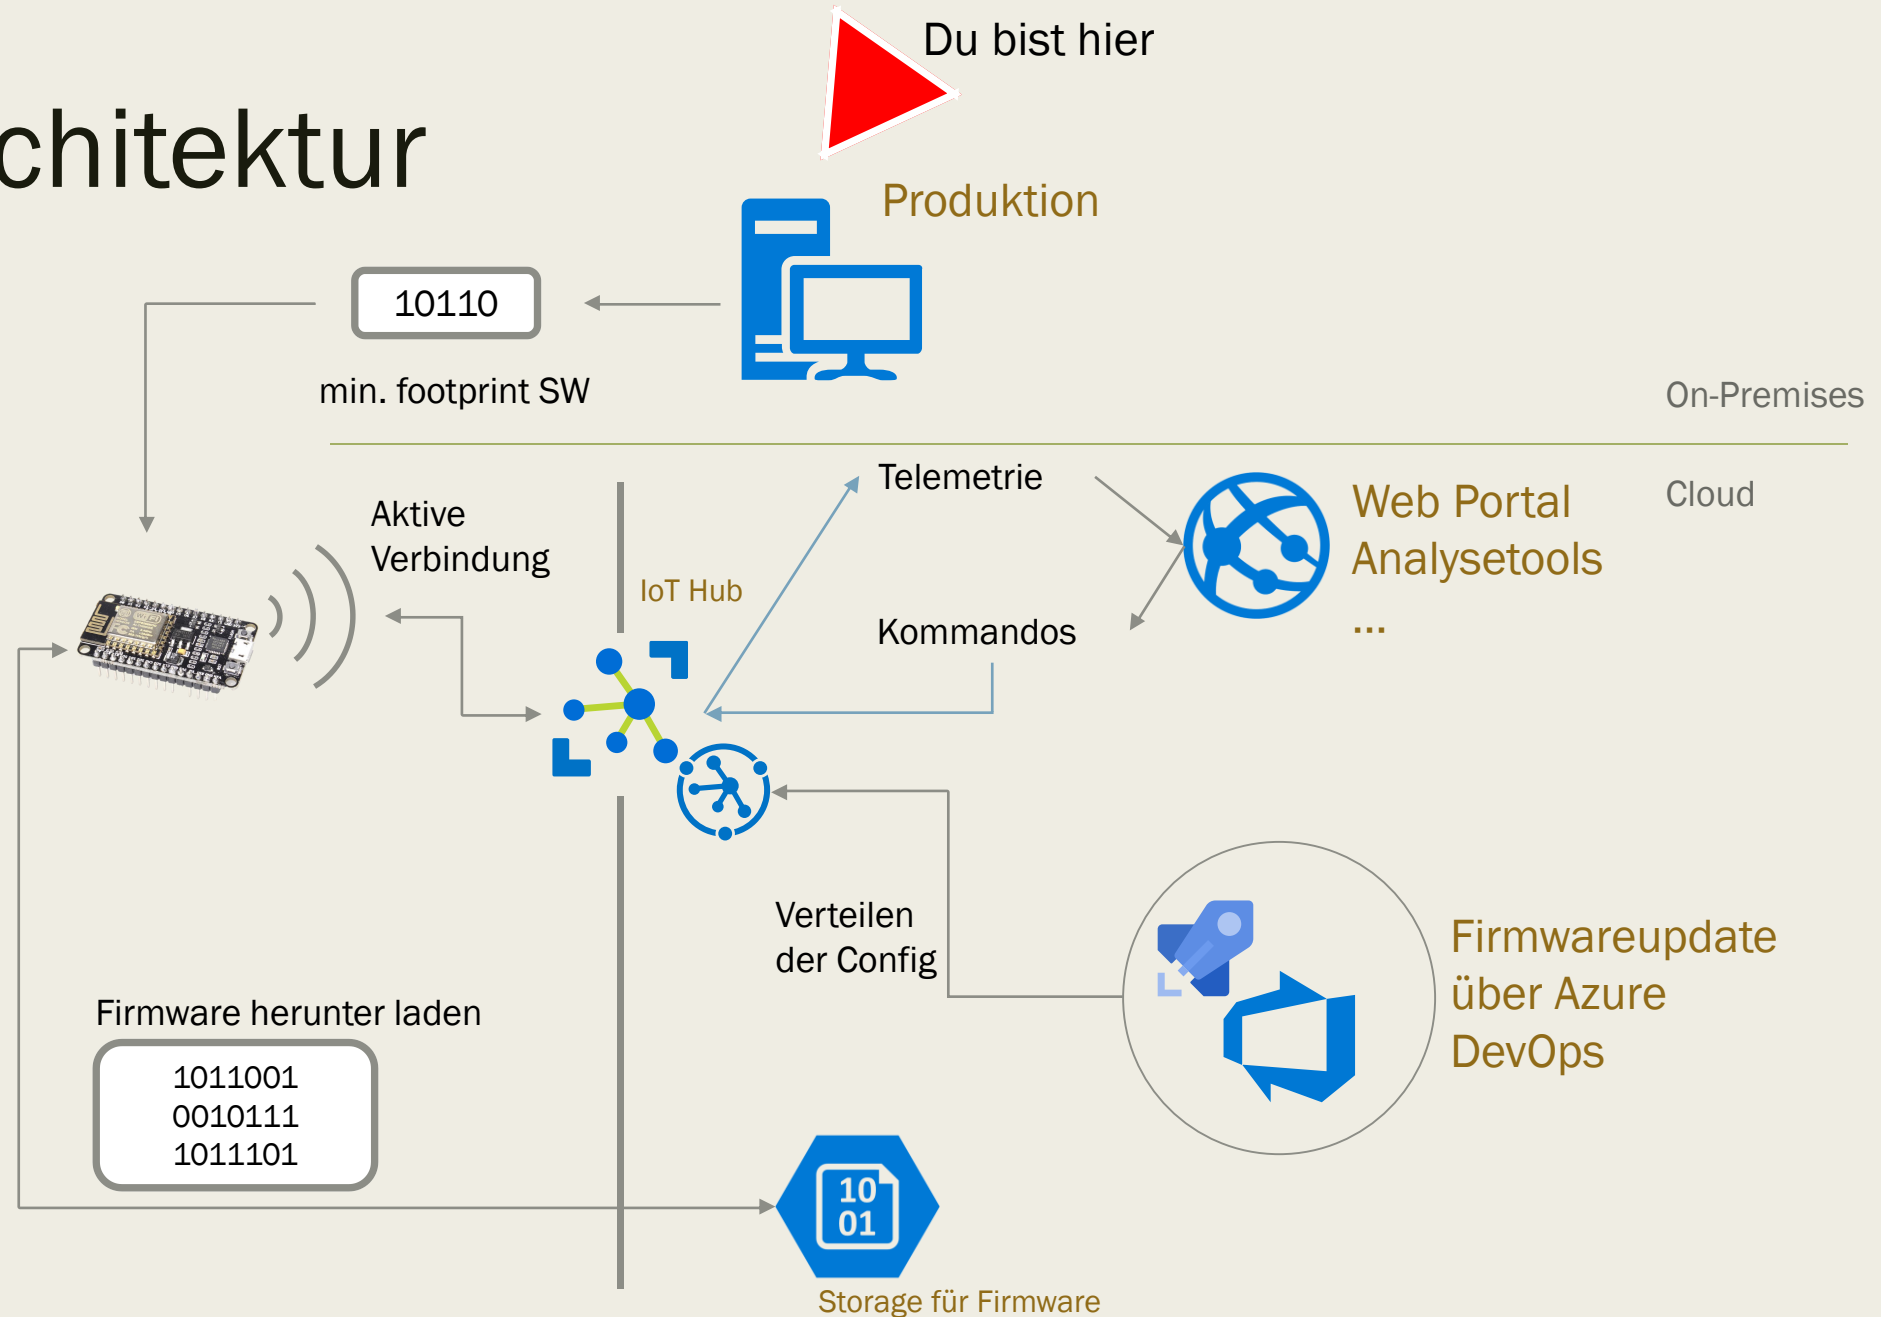 Du bist hier
chitektur
Produktion
10110
min. footprint SW
On-Premises
Telemetrie
Cloud
Web Portal
Analysetools
...
Aktive
Verbindung
IoT Hub
Kommandos
Verteilen
der Config
Firmwareupdate
über Azure
DevOps
Firmware herunter laden
1011001
0010111
1011101
10
01
Storage für Firmware